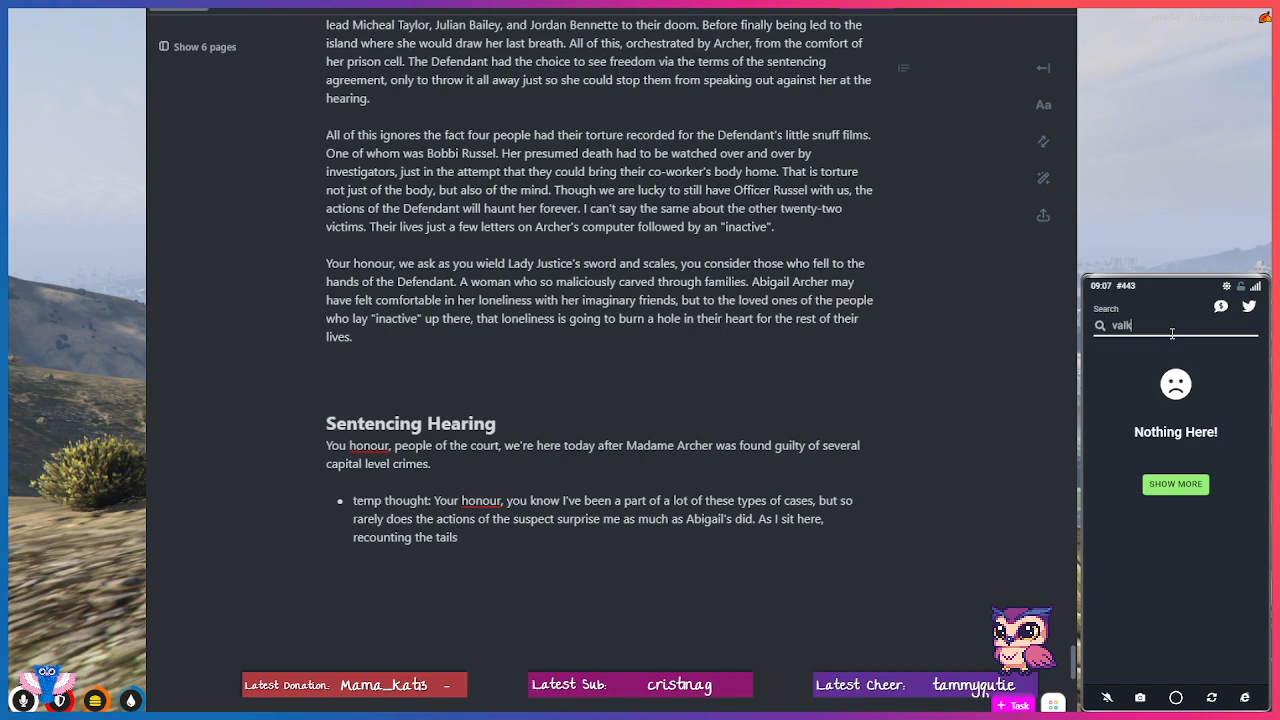 Show 6 pages
lead Micheal Taylor, Julian Bailey, and Jordan Bennette to their doom. Before finally being led to the
island where she would draw her last breath. All of this, orchestrated by Archer, from the comfort of
her prison cell. The Defendant had the choice to see freedom via the terms of the sentencing
agreement, only to throw it all away just so she could stop them from speaking out against her at the
hearing.
All of this ignores the fact four people had their torture recorded for the Defendant's little snuff films.
One of whom was Bobbi Russel. Her presumed death had to be watched over and over by
investigators, just in the attempt that they could bring their co-worker's body home. That is torture
not just of the body, but also of the mind. Though we are lucky to still have Officer Russel with us, the
actions of the Defendant will haunt her forever. I can't say the same about the other twenty-two
victims. Their lives just a few letters on Archer's computer followed by an "inactive".
Your honour, we ask as you wield Lady Justice's sword and scales, you consider those who fell to the
hands of the Defendant. A woman who so maliciously carved through families. Abigail Archer may
have felt comfortable in her loneliness with her imaginary friends, but to the loved ones of the people
who lay "inactive" up there, that loneliness is going to burn a hole in their heart for the rest of their
lives.
Sentencing Hearing
You honour, people of the court, we're here today after Madame Archer was found guilty of several
capital level crimes.
• temp thought: Your honour, you know I've been a part of a lot of these types of cases, but so
rarely does the actions of the suspect surprise me as much as Abigail's did. As I sit here,
recounting the tails
Aa
09:07 #443
Search
valk
Nothing Here!
SHOW MORE
Latest Donation: Mama_kati3 -
Latest Sub: cristinag
Latest Cheer: tammyqutie
+ Task